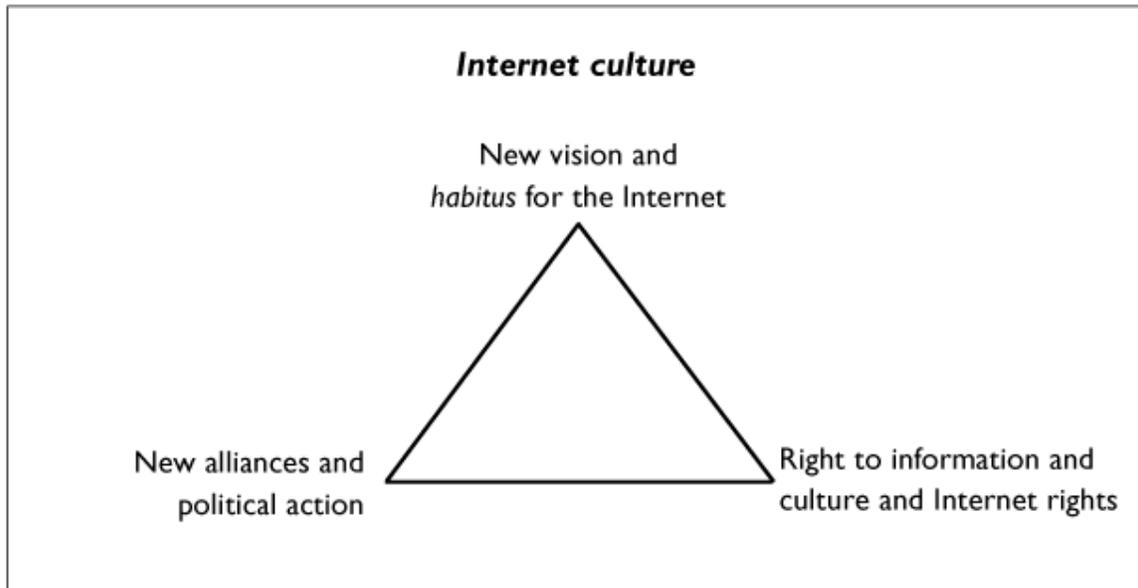 Internet culture
New vision and
habitus for the Internet
New alliances and
political action
Right to information and
culture and Internet rights